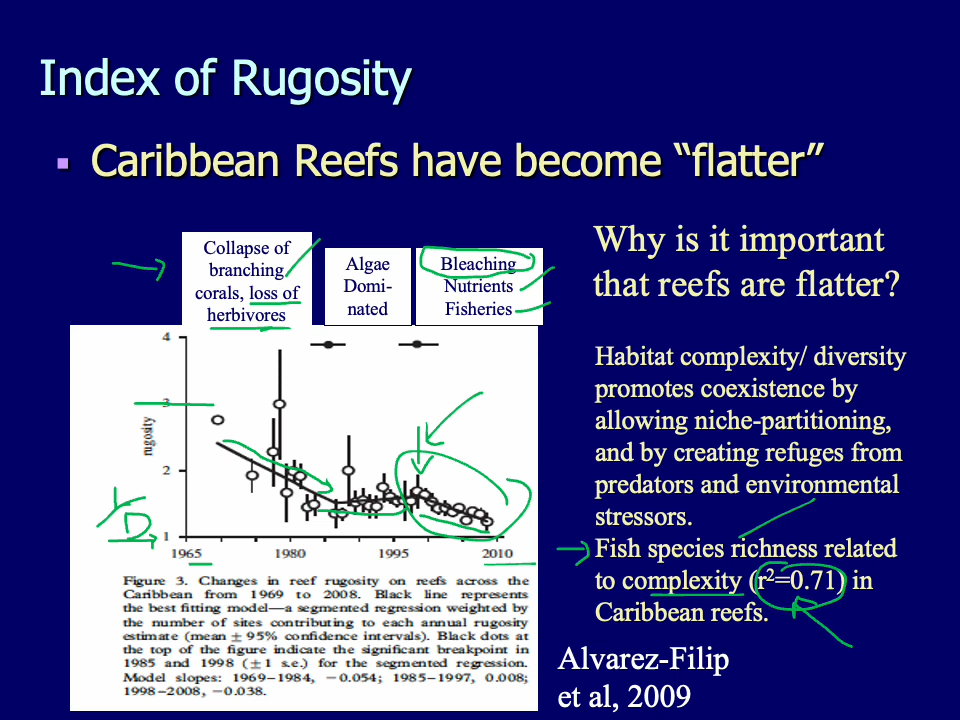 Index of Rugosity
▪ Caribbean Reefs have become “flatter”
Collapse of
branching
corals, loss of
herbivores
Algae
Domi-
nated
Bleaching
Nutrients
Fisheries
Why is it important
that reefs are flatter?
4
3
2
1
rugosity
1965 1980 1995 2010
Figure 3. Changes in reef rugosity on reefs across the
Caribbean from 1969 to 2008. Black line represents
the best fitting model—a segmented regression weighted by
the number of sites contributing to each annual rugosity
estimate (mean ± 95% confidence intervals). Black dots at
the top of the figure indicate the significant breakpoint in
1985 and 1998 (±1 s.e.) for the segmented regression.
Model slopes: 1969–1984, −0.054; 1985–1997, 0.008;
1998–2008, −0.038.
Habitat complexity/ diversity
promotes coexistence by
allowing niche-partitioning,
and by creating refuges from
predators and environmental
stressors.
Fish species richness related
to complexity (r²=0.71) in
Caribbean reefs.
Alvarez-Filip
et al, 2009